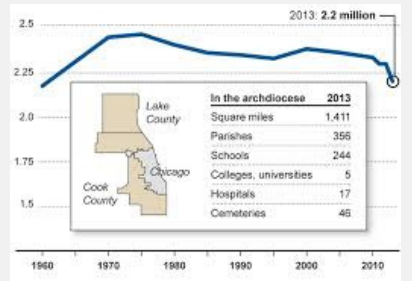 2013: 2.2 million
2.5
2.25
2.0
1.75
1.5
Lake
County
Chicago
Cook
County
In the archdiocese 2013
Square miles 1,411
Parishes 356
Schools 244
Colleges, universities 5
Hospitals 17
Cemeteries 46
1960 1970 1980 1990 2000 2010